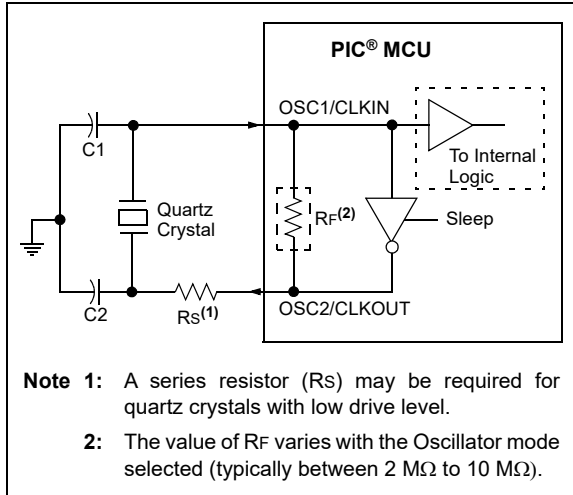 PIC® MCU
OSC1/CLKIN
C1
To Internal
Logic
Quartz
Crystal
RF(2)
Sleep
C2
RS(1)
OSC2/CLKOUT
Note 1: A series resistor (RS) may be required for
quartz crystals with low drive level.
2: The value of RF varies with the Oscillator mode
selected (typically between 2 MΩ to 10 MΩ).